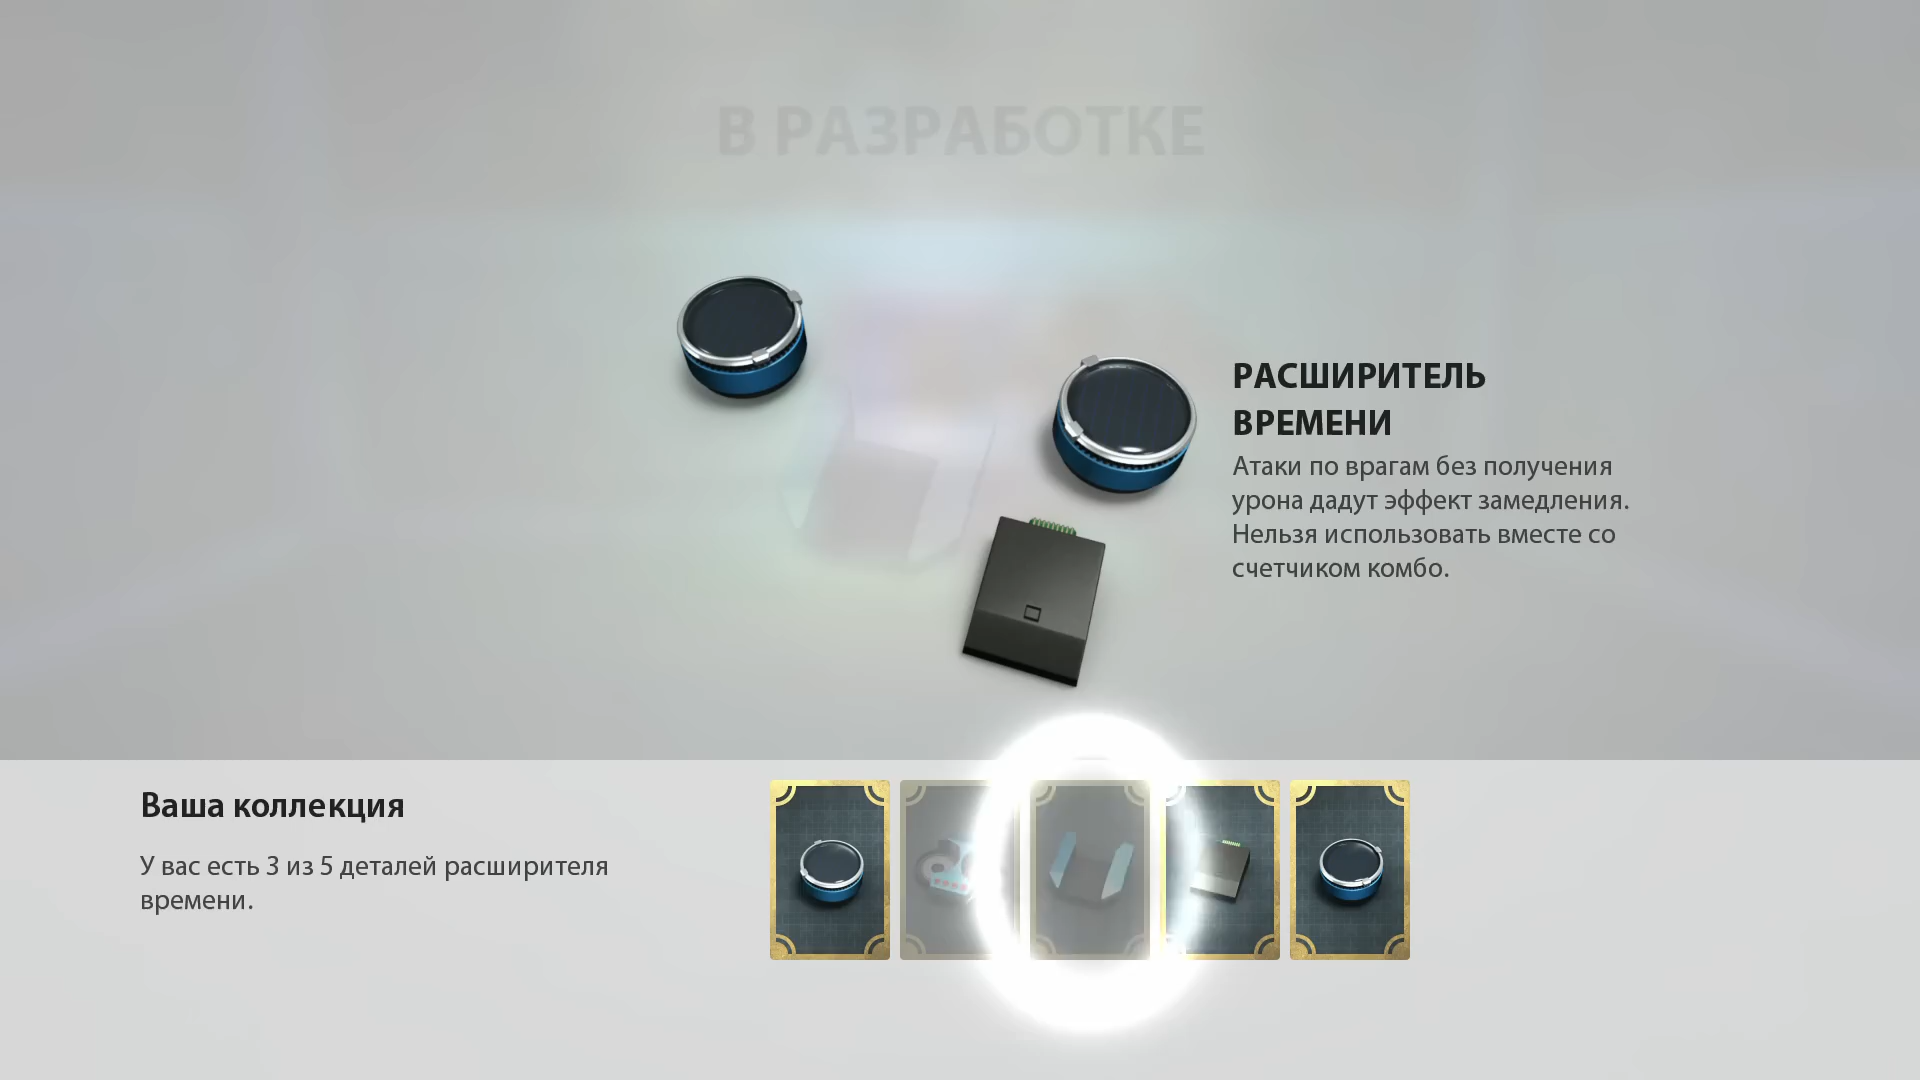 В РАЗРАБОТКЕ
РАСШИРИТЕЛЬ
ВРЕМЕНИ
Атаки по врагам без получения
урона дадут эффект замедления.
Нельзя использовать вместе со
счетчиком комбо.
Ваша коллекция
У вас есть 3 из 5 деталей расширителя
времени.